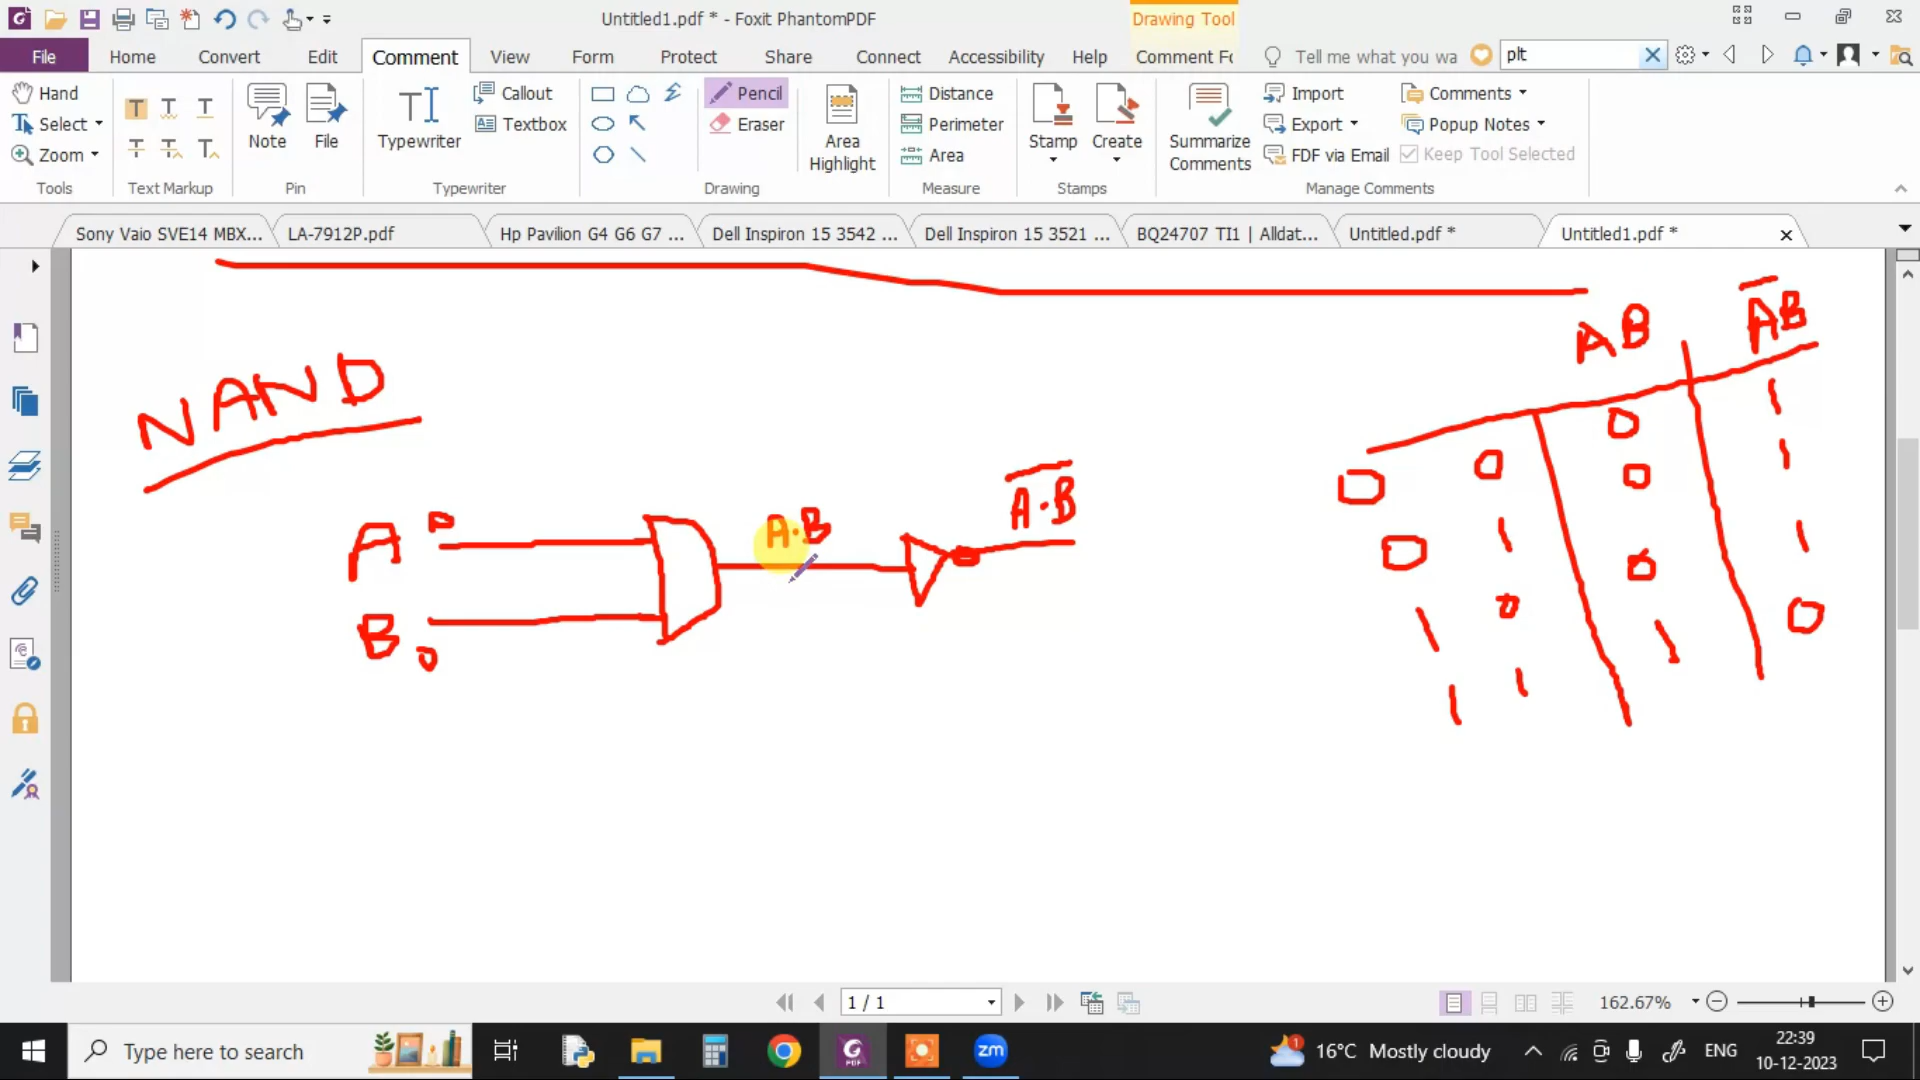 Untitled1.pdf * - Foxit PhantomPDF
Drawing Tool
File Home Convert Edit Comment View Form Protect Share Connect Accessibility Help Comment Fo Tell me what you wa plt
Hand
Select
Zoom
Tools
Text Markup
Note
File
Pin
Typewriter
Callout
Textbox
Typewriter
Pencil
Eraser
Drawing
Area
Highlight
Distance
Perimeter
Area
Measure
Stamp
Create
Stamps
Summarize
Comments
Import
Export
FDF via Email
Comments
Popup Notes
Keep Tool Selected
Manage Comments
Sony Vaio SVE14 MBX... LA-7912P.pdf Hp Pavilion G4 G6 G7 ... Dell Inspiron 15 3542 ... Dell Inspiron 15 3521 ... BQ24707 TI1 | Alldat... Untitled.pdf * Untitled1.pdf *
NAND
A 0
B 0
A·B
A̅·̅B̅
AB A̅B
0 0 0 1
0 1 0 1
1 0 0 1
1 1 1 0
1 / 1
162.67%
Type here to search
zm
1
16°C Mostly cloudy
ENG
22:39
10-12-2023